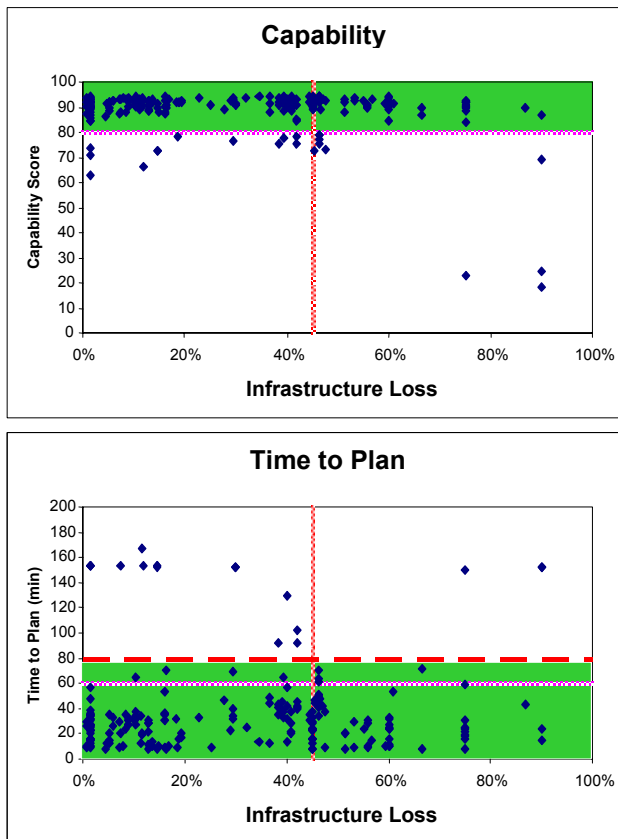 Capability
100
90
80
70
60
50
40
30
20
10
0
Capability Score
0% 20% 40% 60% 80% 100%
Infrastructure Loss
Time to Plan
200
180
160
140
120
100
80
60
40
20
0
Time to Plan (min)
0% 20% 40% 60% 80% 100%
Infrastructure Loss